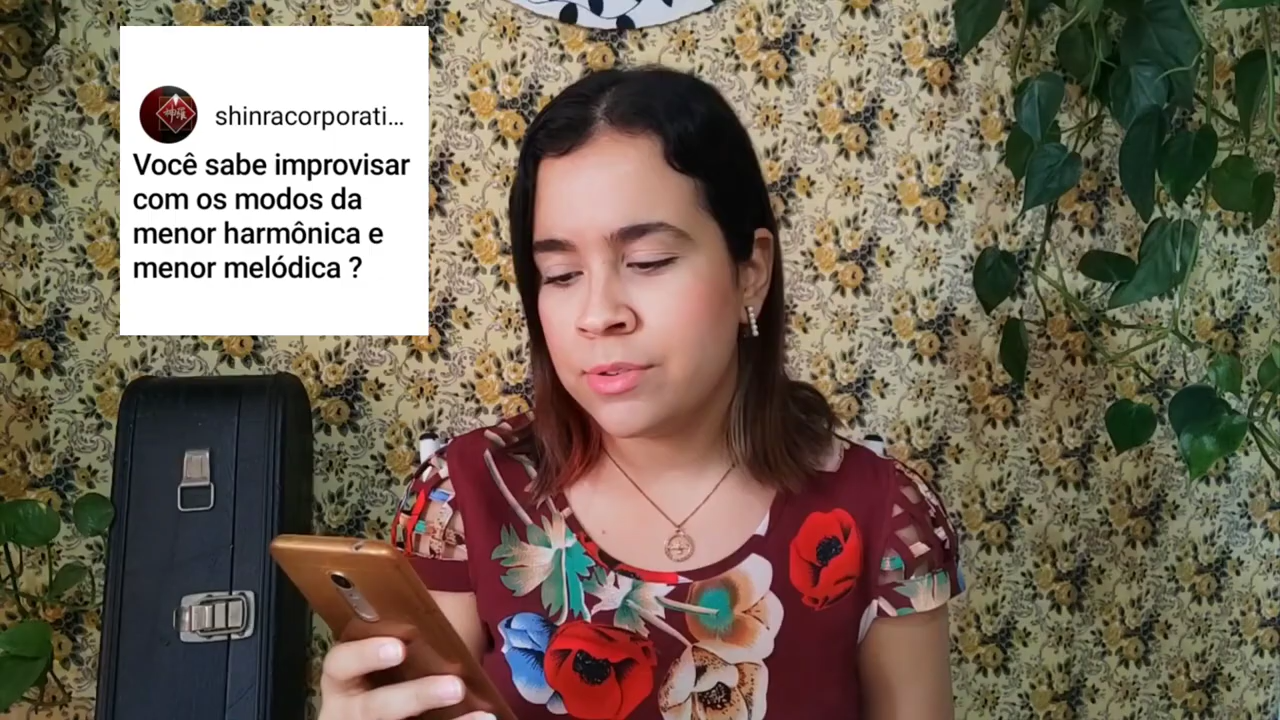 shinracorporati...
Você sabe improvisar
com os modos da
menor harmônica e
menor melódica ?